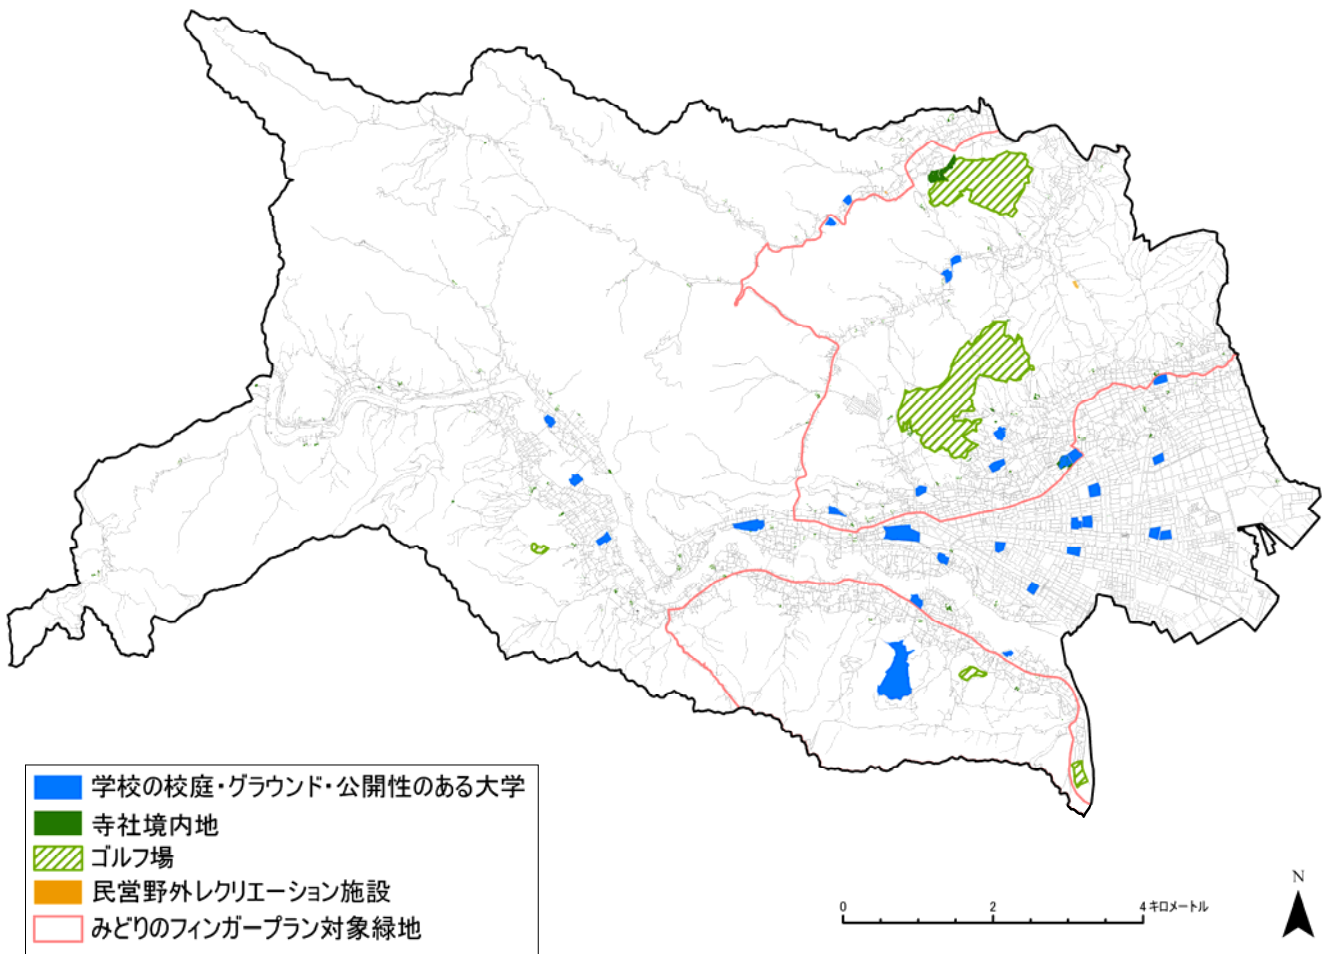 学校の校庭・グラウンド・公開性のある大学
寺社境内地
ゴルフ場
民営野外レクリエーション施設
みどりのフィンガープラン対象緑地
0 2 4 キロメートル
N